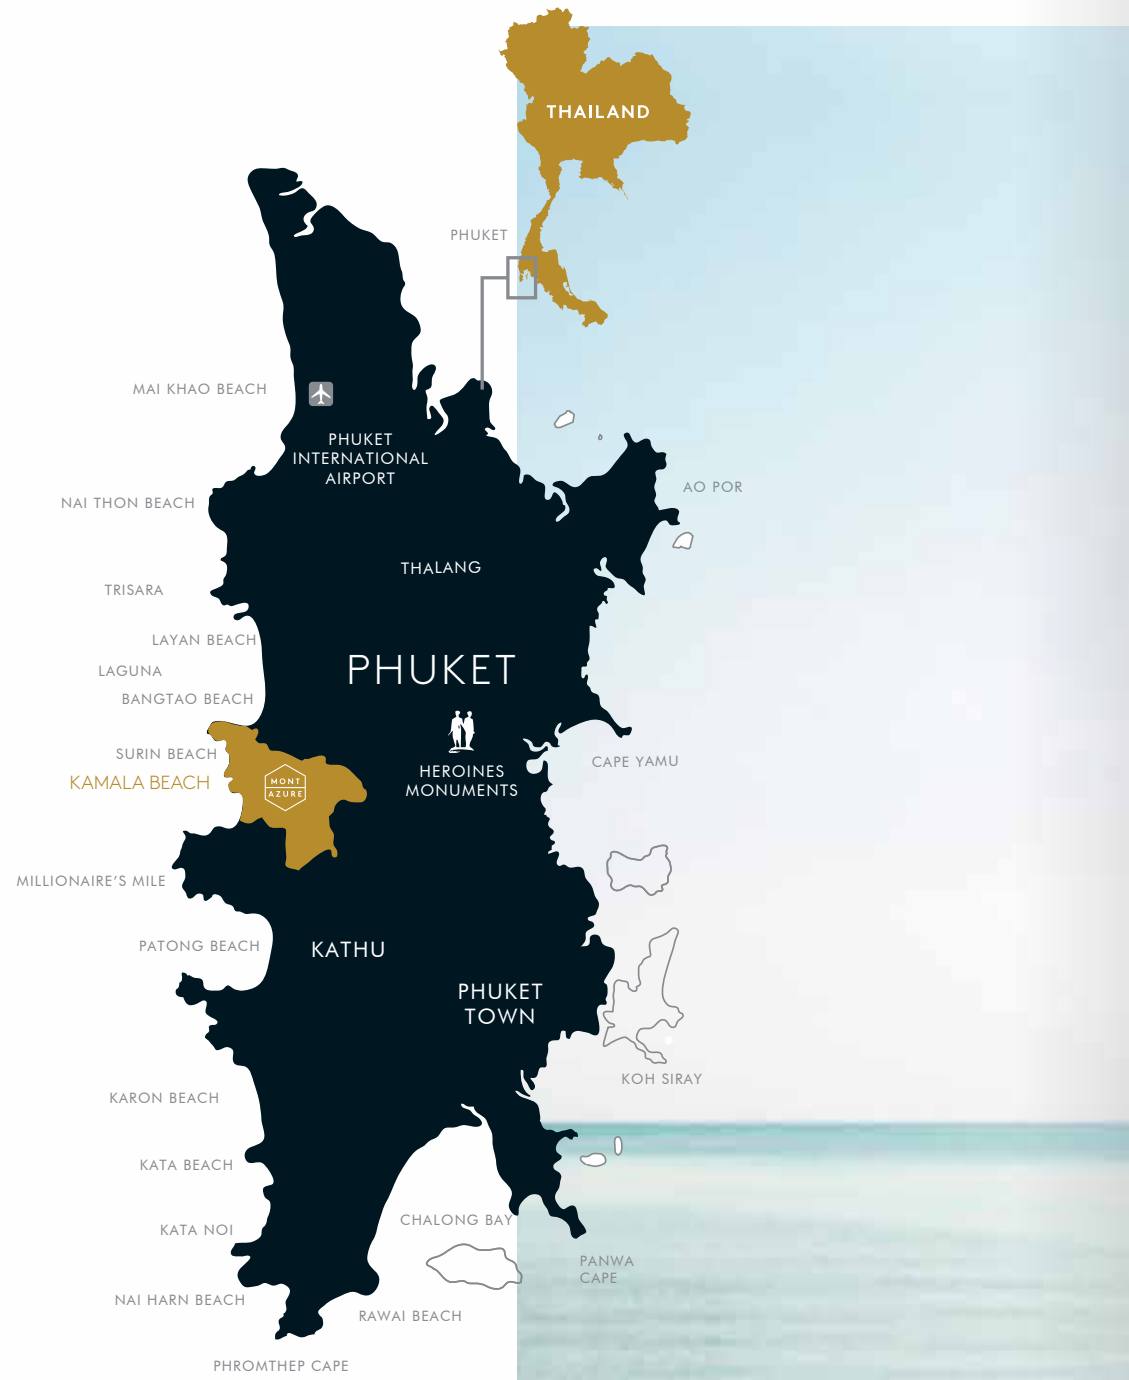 THAILAND
PHUKET
MAI KHAO BEACH
PHUKET
INTERNATIONAL
AIRPORT
AO POR
NAI THON BEACH
THALANG
TRISARA
LAYAN BEACH
PHUKET
LAGUNA
BANGTAO BEACH
SURIN BEACH
KAMALA BEACH
MONT
AZURE
HEROINES
MONUMENTS
CAPE YAMU
MILLIONAIRE'S MILE
PATONG BEACH
KATHU
PHUKET
TOWN
KOH SIRAY
KARON BEACH
KATA BEACH
KATA NOI
CHALONG BAY
PANWA
CAPE
NAI HARN BEACH
RAWAI BEACH
PHROMTHEP CAPE